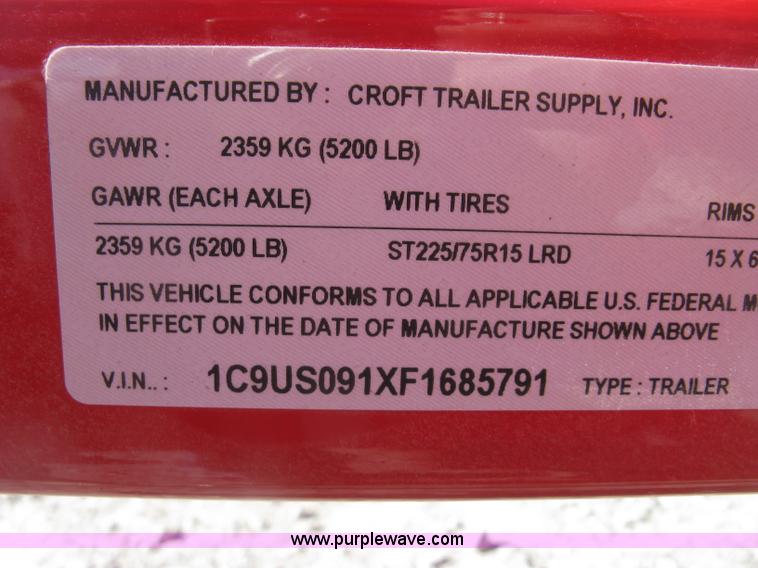 MANUFACTURED BY : CROFT TRAILER SUPPLY, INC.
GVWR : 2359 KG (5200 LB)
GAWR (EACH AXLE) WITH TIRES RIMS
2359 KG (5200 LB) ST225/75R15 LRD 15 X 6
THIS VEHICLE CONFORMS TO ALL APPLICABLE U.S. FEDERAL M
IN EFFECT ON THE DATE OF MANUFACTURE SHOWN ABOVE
V.I.N.. : 1C9US091XF1685791 TYPE : TRAILER
www.purplewave.com